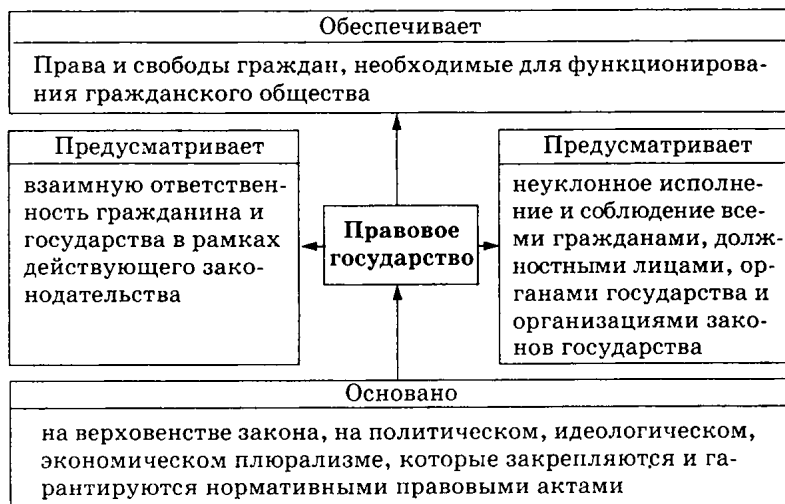 Обеспечивает
Права и свободы граждан, необходимые для функционирова-
ния гражданского общества
Предусматривает
взаимную ответствен-
ность гражданина и
государства в рамках
действующего зако-
нодательства
Правовое
государство
Предусматривает
неуклонное исполне-
ние и соблюдение все-
ми гражданами, долж-
ностными лицами, ор-
ганами государства и
организациями зако-
нов государства
Основано
на верховенстве закона, на политическом, идеологическом,
экономическом плюрализме, которые закрепляются и га-
рантируются нормативными правовыми актами